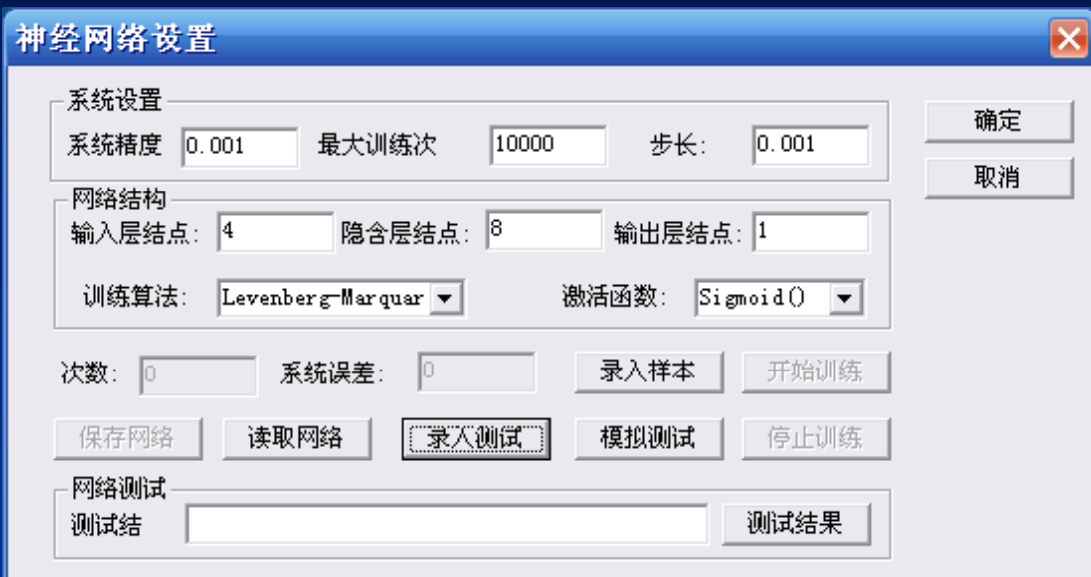 神经网络设置
系统设置
系统精度 0.001 最大训练次 10000 步长: 0.001
确定
取消
网络结构
输入层结点: 4 隐含层结点: 8 输出层结点: 1
训练算法: Levenberg-Marquar 激活函数: Sigmoid()
次数: 0 系统误差: 0 录入样本 开始训练
保存网络 读取网络 录入测试 模拟测试 停止训练
网络测试
测试结 测试结果